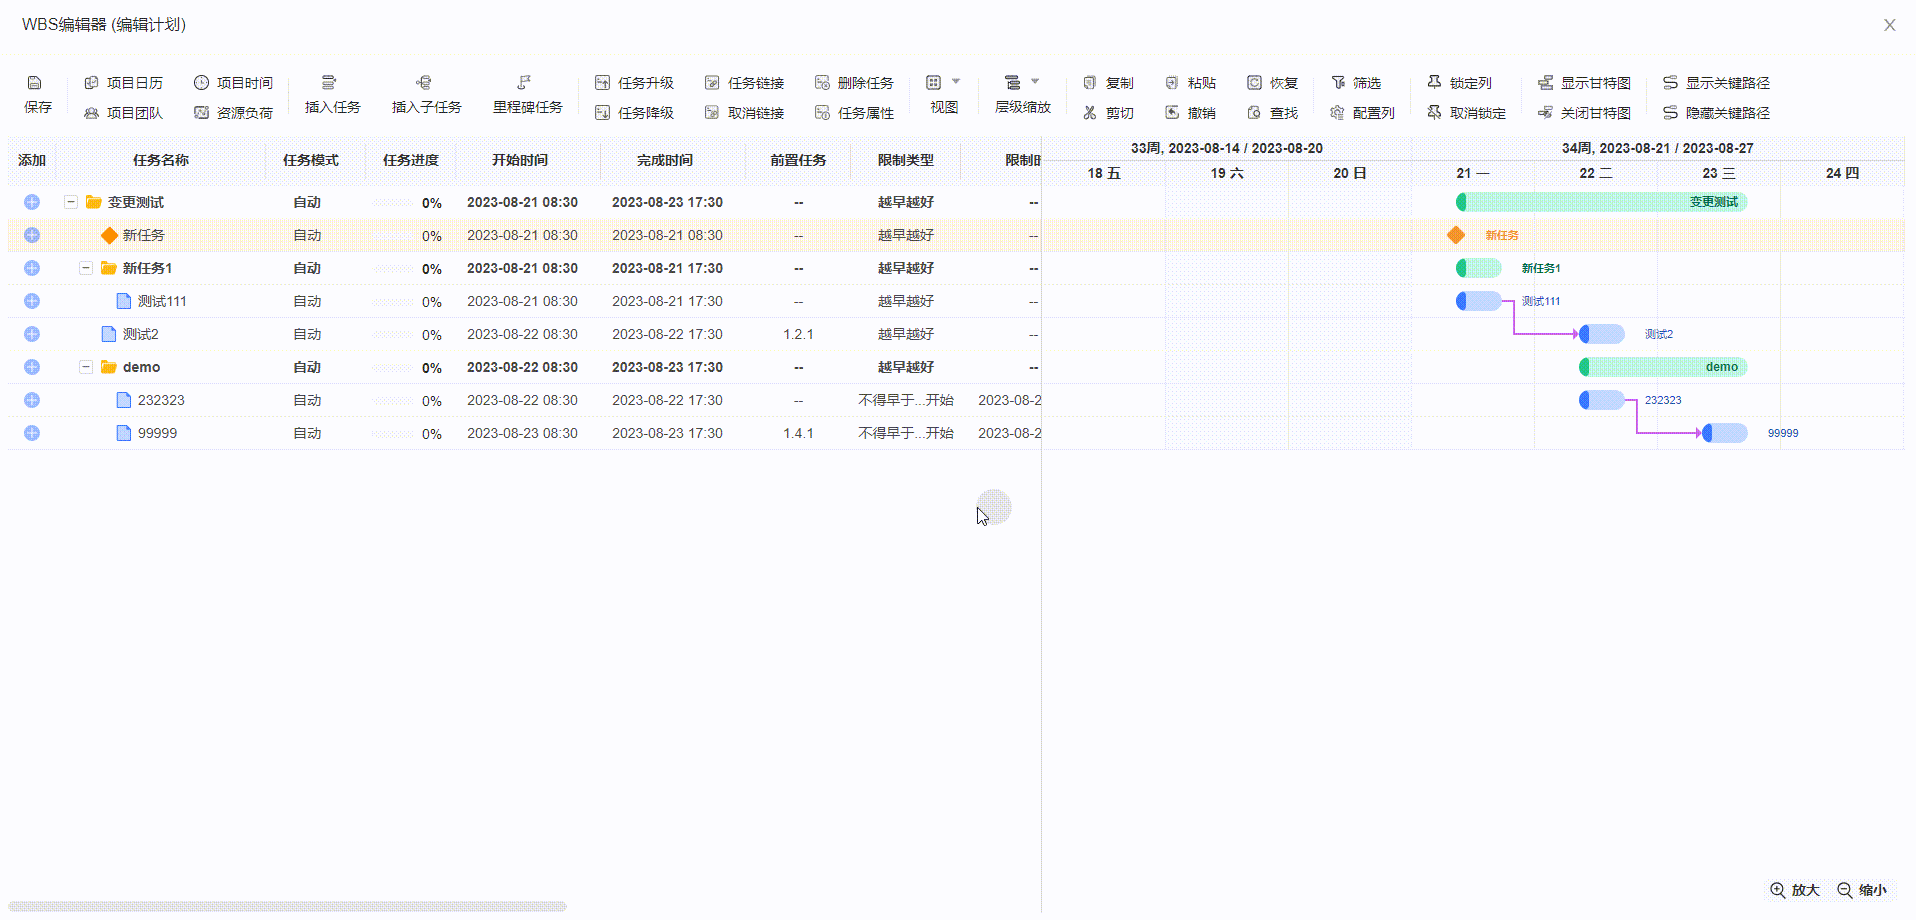 WBS编辑器 (编辑计划)
X
保存
项目日历 项目时间
项目团队 资源负荷
插入任务 插入子任务 里程碑任务
任务升级 任务链接 删除任务
任务降级 取消链接 任务属性
视图 层级缩放
复制 粘贴 恢复 筛选
剪切 撤销 查找 配置列
锁定列 显示甘特图 显示关键路径
取消锁定 关闭甘特图 隐藏关键路径
添加 任务名称 任务模式 任务进度 开始时间 完成时间 前置任务 限制类型
33周, 2023-08-14 / 2023-08-20 34周, 2023-08-21 / 2023-08-27
18 五 19 六 20 日 21 一 22 二 23 三 24 四
变更测试 自动 0% 2023-08-21 08:30 2023-08-23 17:30 -- 越早越好 -- 变更测试
新任务 自动 0% 2023-08-21 08:30 2023-08-21 08:30 -- 越早越好 -- 新任务
新任务1 自动 0% 2023-08-21 08:30 2023-08-21 17:30 -- 越早越好 -- 新任务1
测试111 自动 0% 2023-08-21 08:30 2023-08-21 17:30 -- 越早越好 -- 测试111
测试2 自动 0% 2023-08-22 08:30 2023-08-22 17:30 1.2.1 越早越好 -- 测试2
demo 自动 0% 2023-08-22 08:30 2023-08-23 17:30 -- 越早越好 -- demo
232323 自动 0% 2023-08-22 08:30 2023-08-22 17:30 -- 不得早于...开始 2023-08-2 232323
99999 自动 0% 2023-08-23 08:30 2023-08-23 17:30 1.4.1 不得早于...开始 2023-08-2 99999
放大 缩小